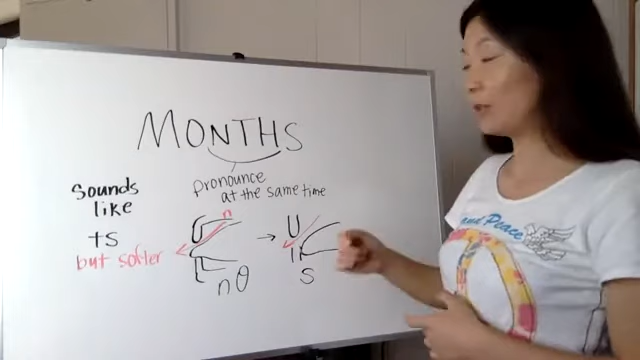 MONTHS
pronounce
at the same time
Sounds
like
ts
but softer
n
nθ
s
and Peace